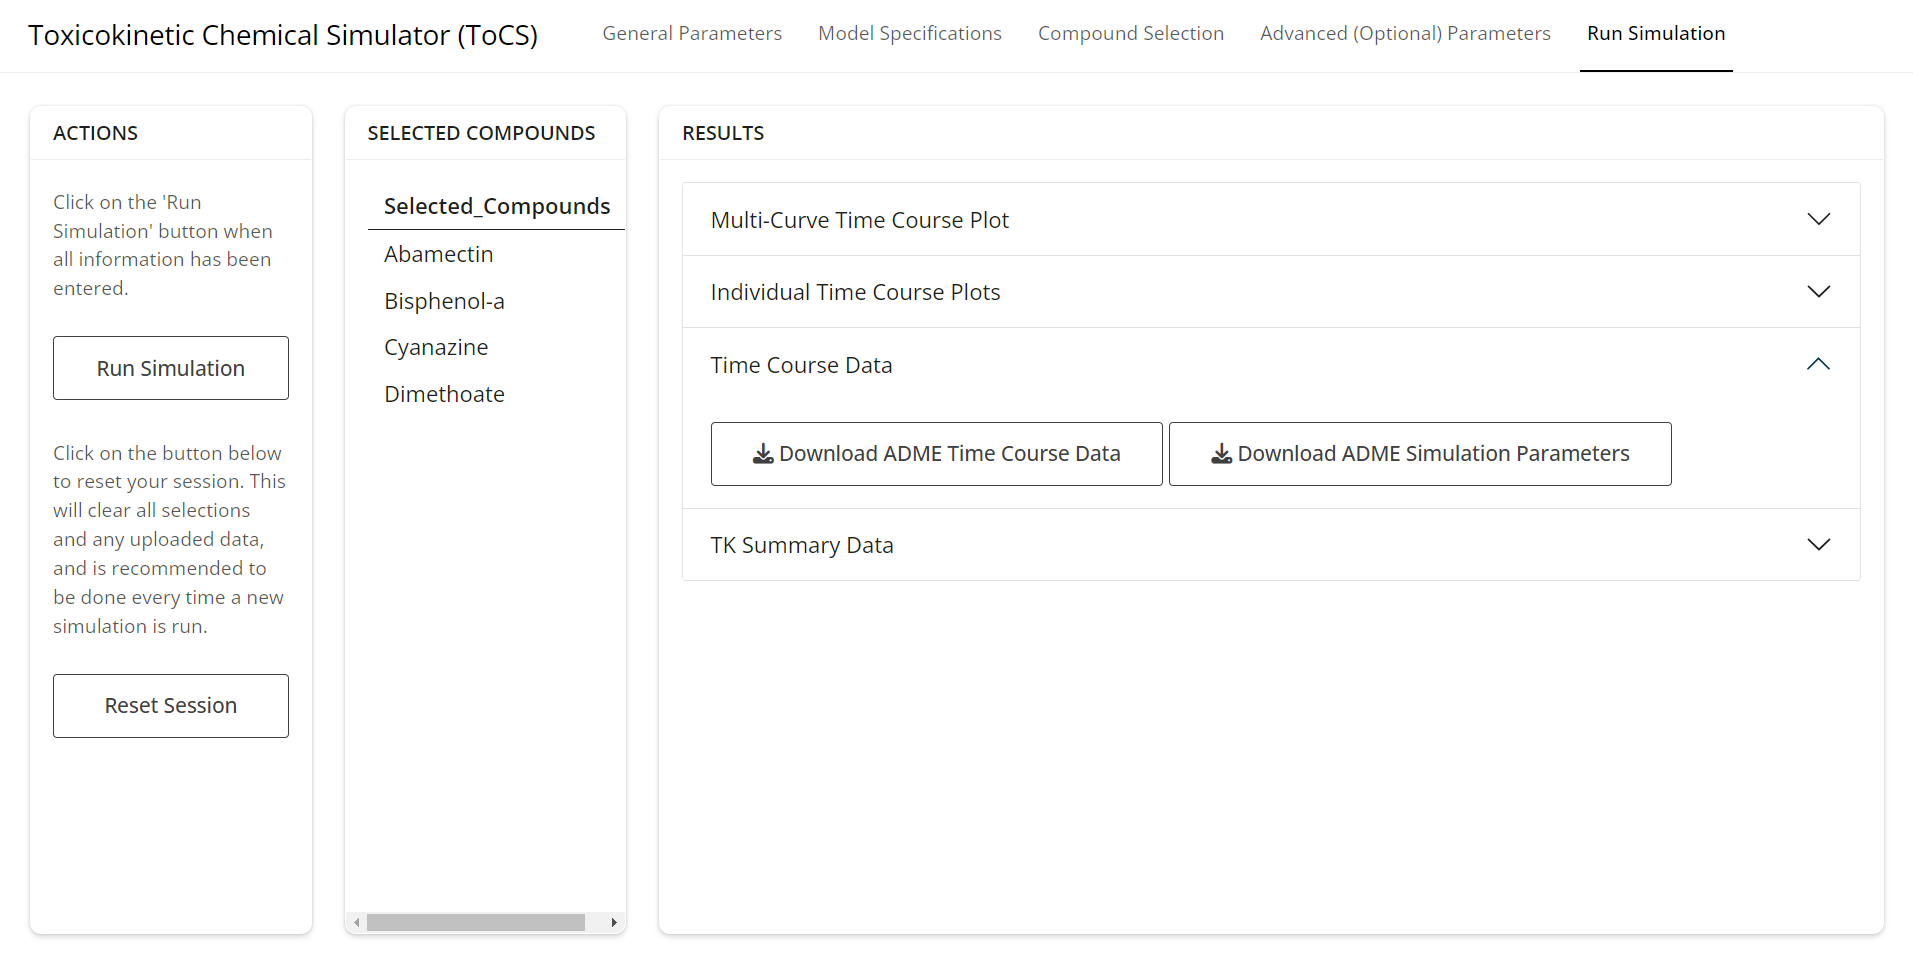 Toxicokinetic Chemical Simulator (ToCS)
General Parameters
Model Specifications
Compound Selection
Advanced (Optional) Parameters
Run Simulation
ACTIONS
Click on the 'Run
Simulation' button when
all information has been
entered.
Run Simulation
Click on the button below
to reset your session. This
will clear all selections
and any uploaded data,
and is recommended to
be done every time a new
simulation is run.
Reset Session
SELECTED COMPOUNDS
Selected_Compounds
Abamectin
Bisphenol-a
Cyanazine
Dimethoate
RESULTS
Multi-Curve Time Course Plot
Individual Time Course Plots
Time Course Data
Download ADME Time Course Data
Download ADME Simulation Parameters
TK Summary Data